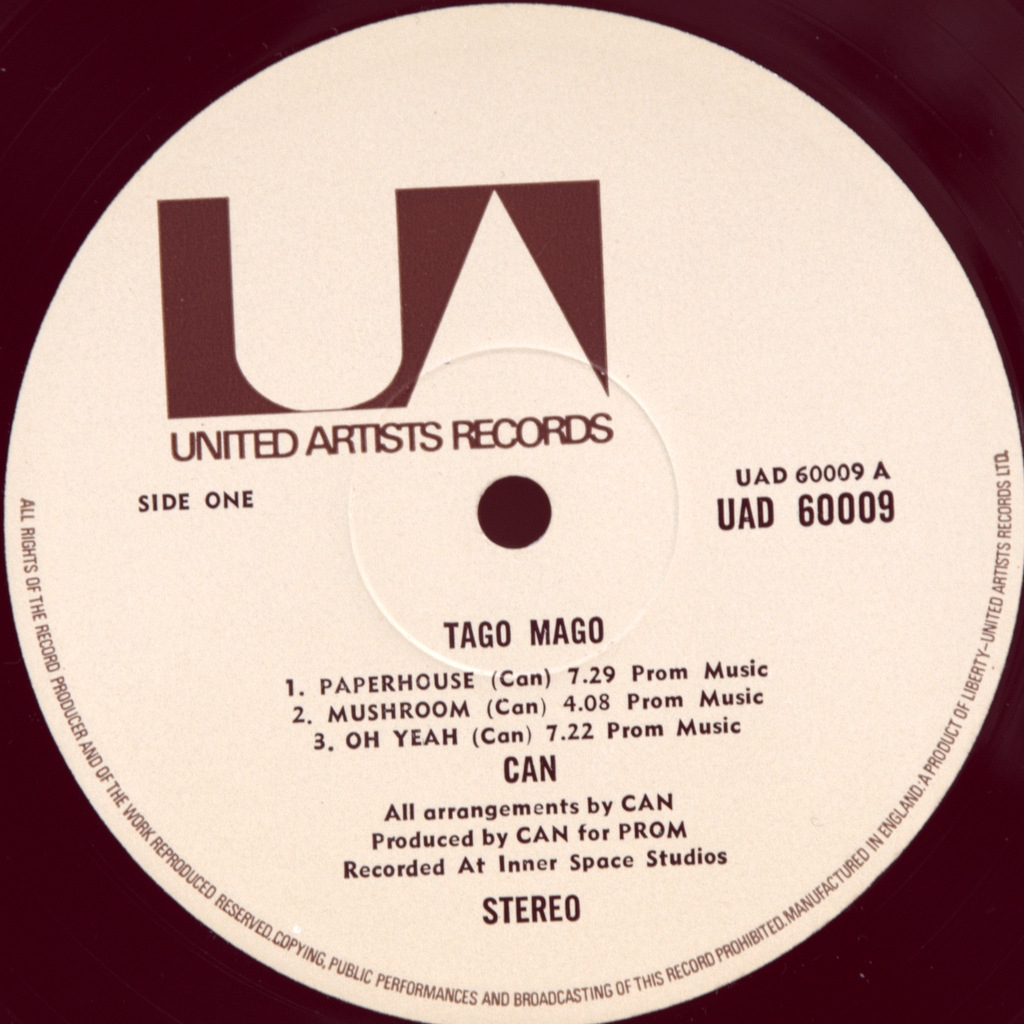 UA
UNITED ARTISTS RECORDS
SIDE ONE
UAD 60009 A
UAD 60009
TAGO MAGO
1. PAPERHOUSE (Can) 7.29 Prom Music
2. MUSHROOM (Can) 4.08 Prom Music
3. OH YEAH (Can) 7.22 Prom Music
CAN
All arrangements by CAN
Produced by CAN for PROM
Recorded At Inner Space Studios
STEREO
ALL RIGHTS OF THE RECORD PRODUCER AND OF THE WORK REPRODUCED RESERVED. COPYING, PUBLIC PERFORMANCES AND BROADCASTING OF THIS RECORD PROHIBITED. MANUFACTURED IN ENGLAND: A PRODUCT OF LIBERTY–UNITED ARTISTS RECORDS LTD.